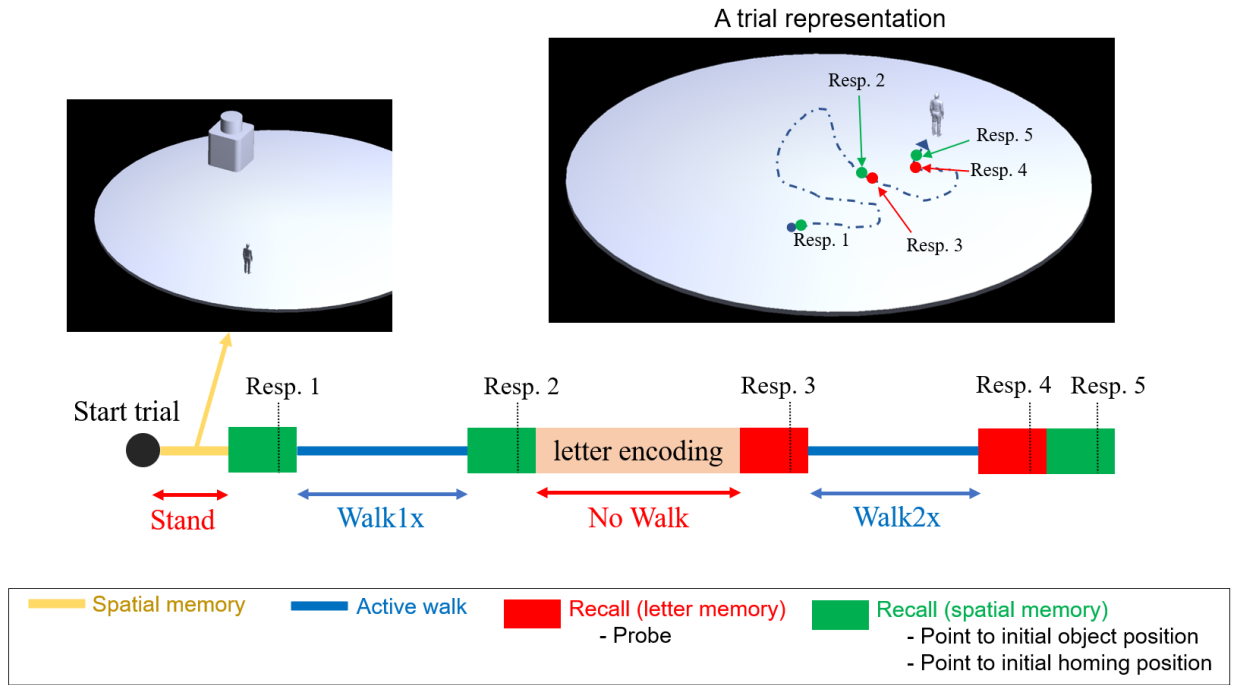 A trial representation
Resp. 2
Resp. 5
Resp. 4
Resp. 1
Resp. 3
Start trial
Resp. 1
Resp. 2
Resp. 3
Resp. 4
Resp. 5
letter encoding
Stand
Walk1x
No Walk
Walk2x
Spatial memory
Active walk
Recall (letter memory)
- Probe
Recall (spatial memory)
- Point to initial object position
- Point to initial homing position